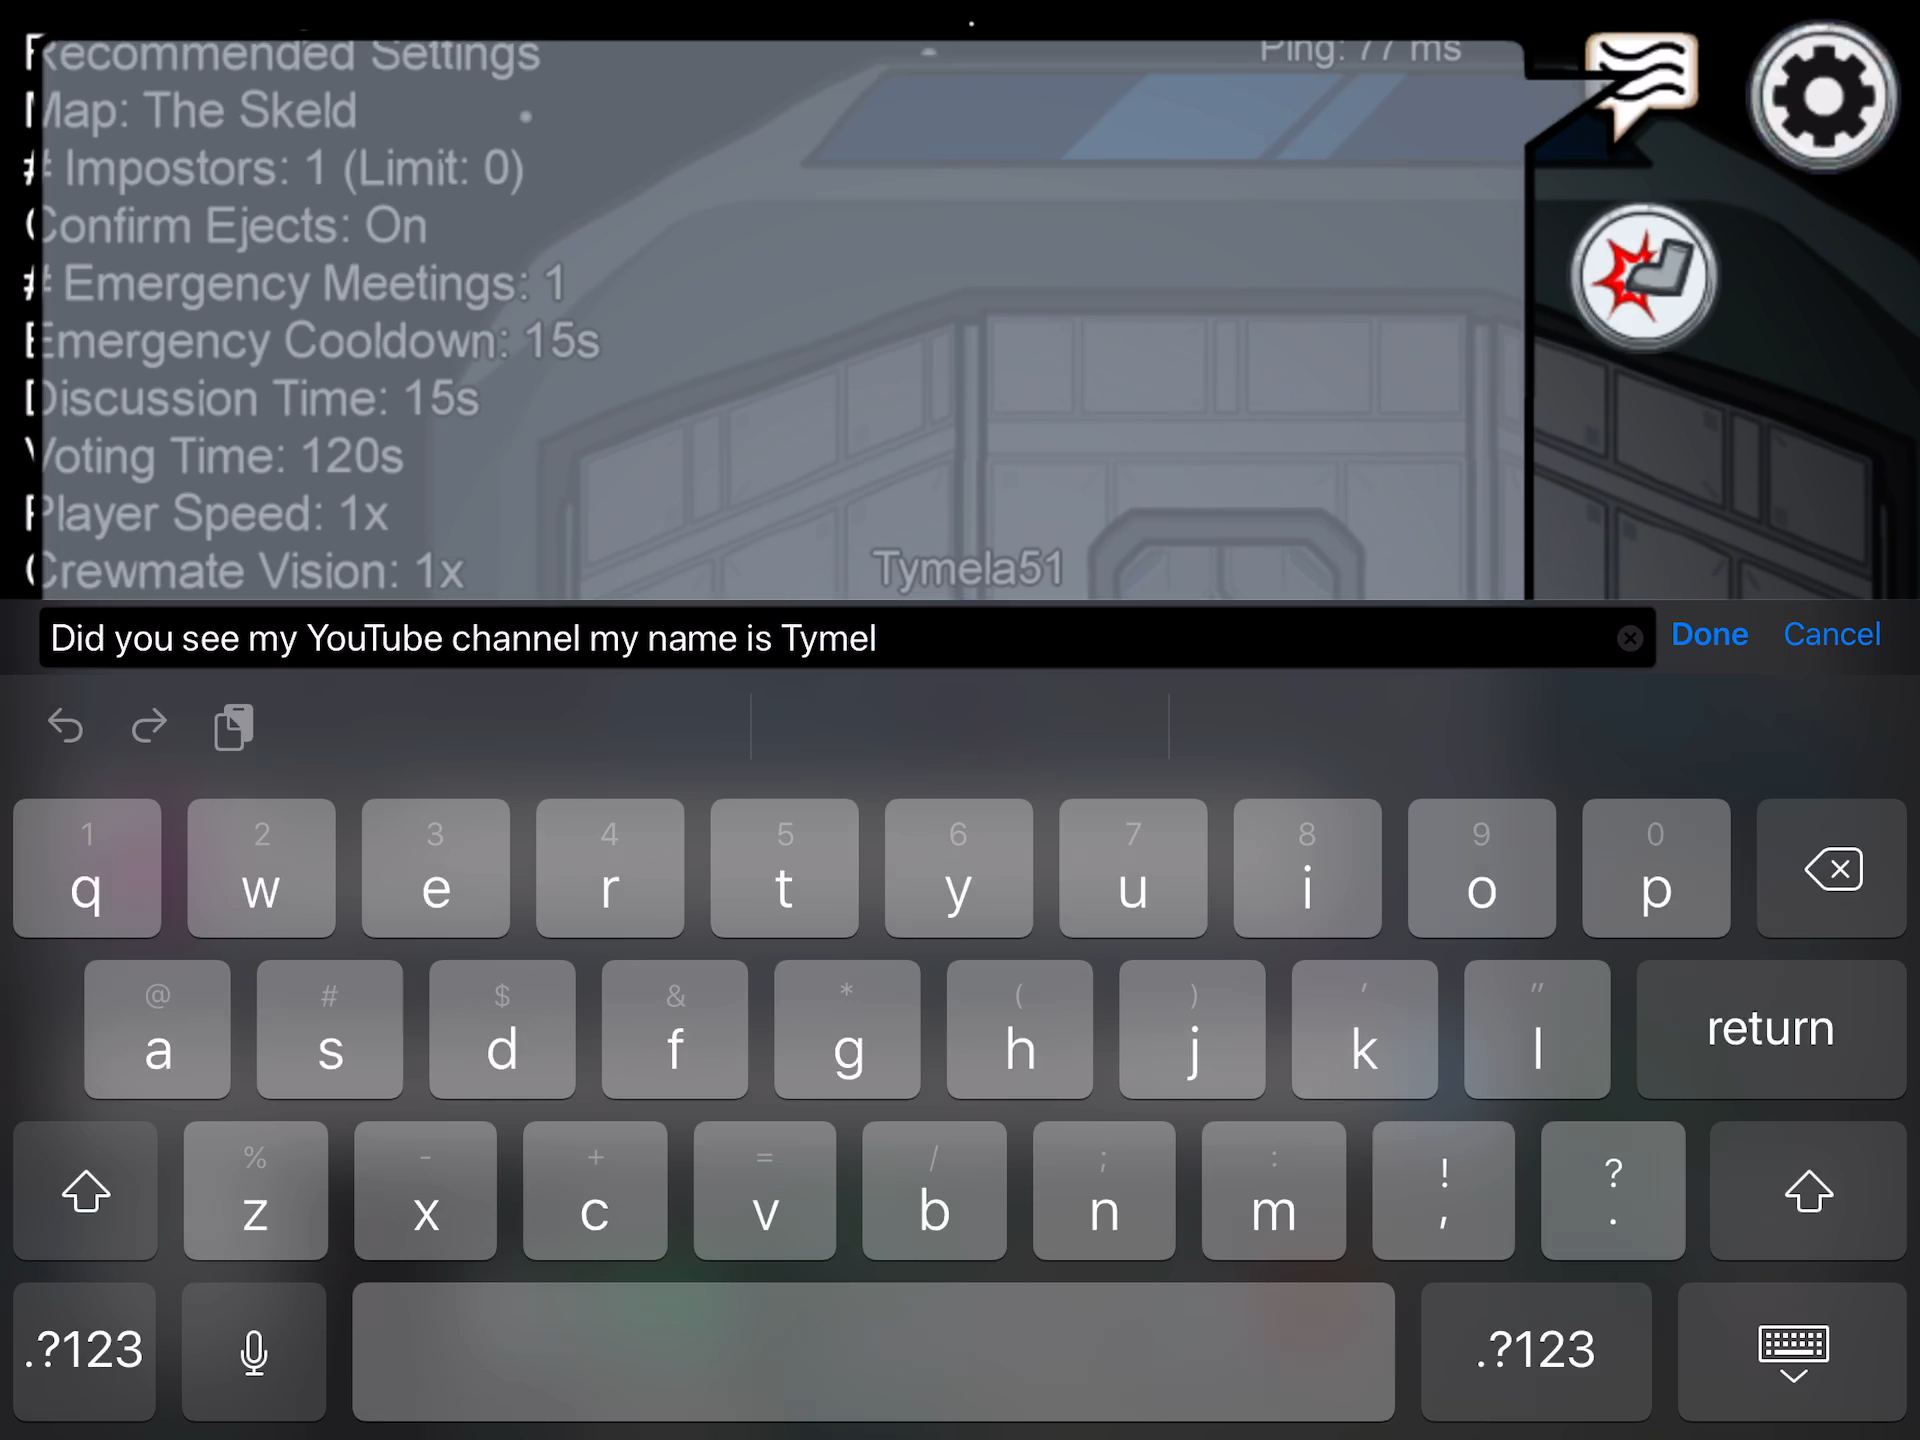 Recommended Settings
Ping: 77 ms
Map: The Skeld
# Impostors: 1 (Limit: 0)
Confirm Ejects: On
# Emergency Meetings: 1
Emergency Cooldown: 15s
Discussion Time: 15s
Voting Time: 120s
Player Speed: 1x
Crewmate Vision: 1x
Tymela51
Did you see my YouTube channel my name is Tymel
Done Cancel
1 2 3 4 5 6 7 8 9 0
q w e r t y u i o p
@ # $ & * ( ) ' "
a s d f g h j k l return
% - + = / ; : ! ?
z x c v b n m , .
.?123 .?123